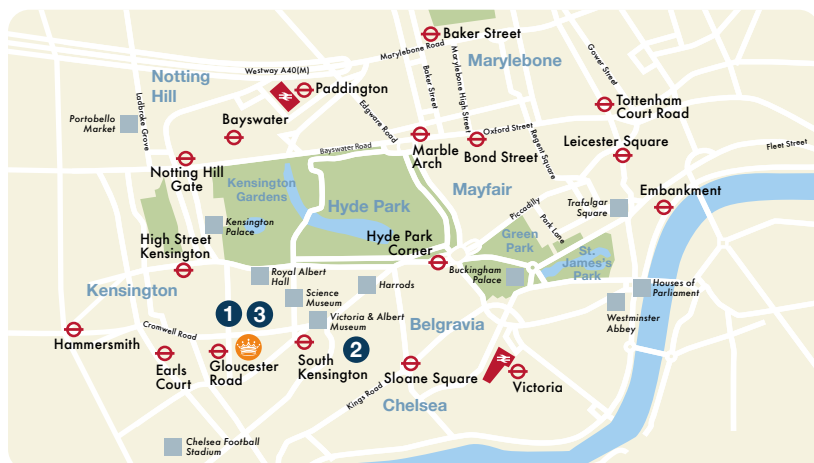 Baker Street
Marylebone Road
Marylebone
Gower Street
Notting
Hill
Westway A40(M)
Paddington
Baker Street
Marylebone High Street
Ladbroke Grove
Portobello
Market
Bayswater
Edgware Road
Tottenham
Court Road
Oxford Street
Regent Square
Bayswater Road
Marble
Arch
Bond Street
Leicester Square
Fleet Street
Notting Hill
Gate
Kensington
Gardens
Mayfair
Embankment
Hyde Park
Piccadilly
Trafalgar
Square
Kensington
Palace
Park Lane
Green
Park
High Street
Kensington
Hyde Park
Corner
St.
James's
Park
Buckingham
Palace
Royal Albert
Hall
Harrods
Houses of
Parliament
Kensington
Science
Museum
Westminster
Abbey
1
3
Victoria & Albert
Museum
Belgravia
Cromwell Road
Hammersmith
2
Earls
Court
Gloucester
Road
South
Kensington
Sloane Square
Victoria
Kings Road
Chelsea
Chelsea Football
Stadium